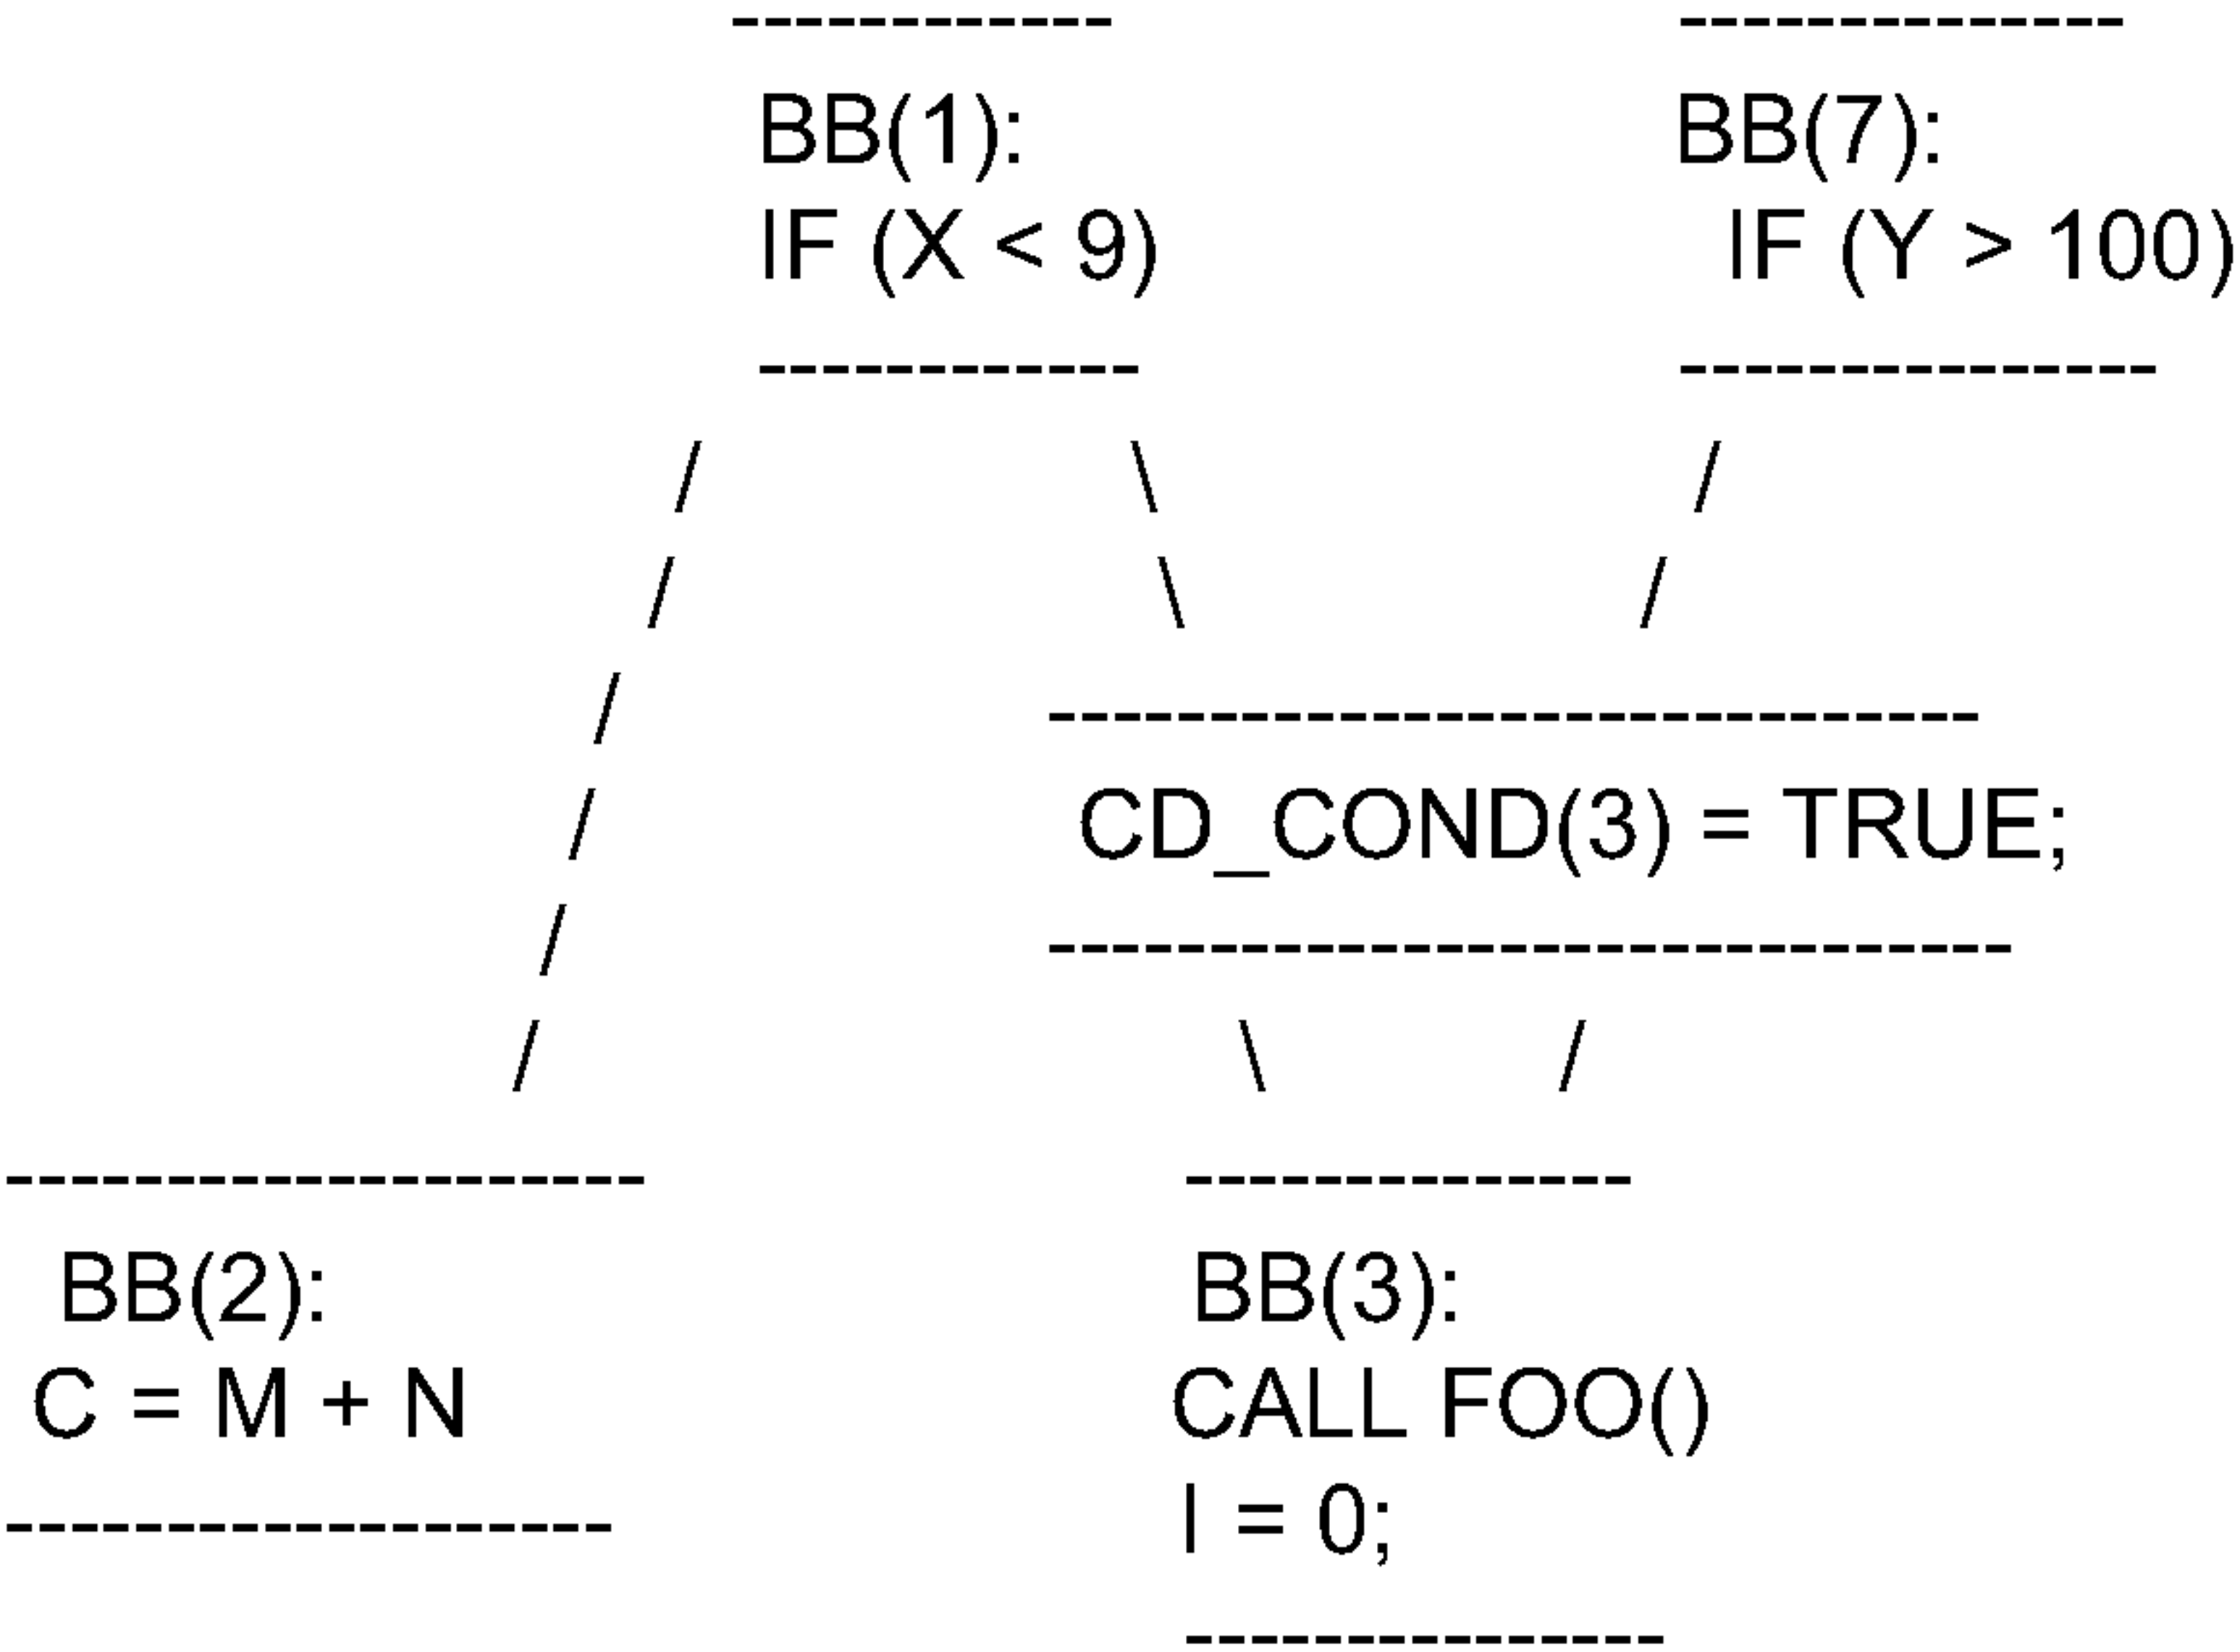 BB(1):
BB(7):
IF (X < 9)
IF (Y > 100)
CD_COND(3) = TRUE;
BB(2):
BB(3):
C = M + N
CALL FOO()
I = 0;